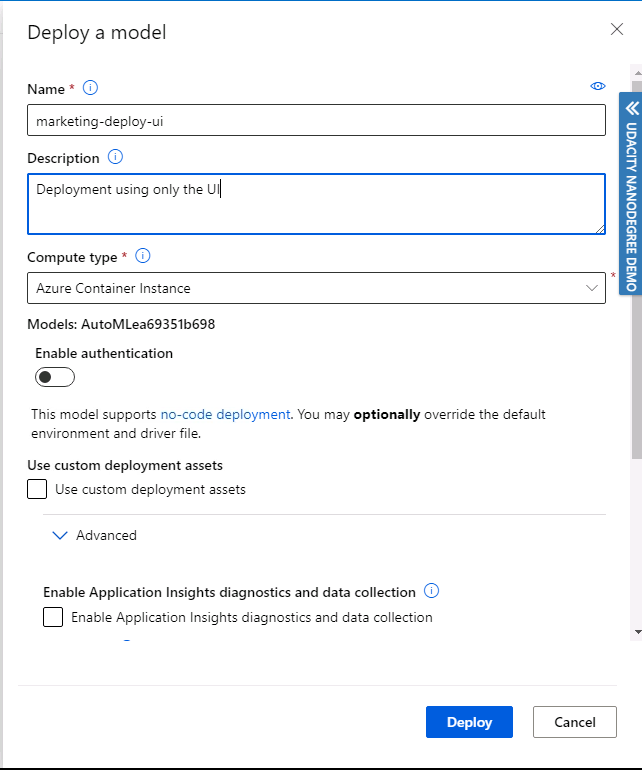 Deploy a model
Name *
marketing-deploy-ui
Description
Deployment using only the UI
Compute type *
Azure Container Instance
*
Models: AutoMLea69351b698
Enable authentication
This model supports no-code deployment. You may optionally override the default
environment and driver file.
Use custom deployment assets
Use custom deployment assets
Advanced
Enable Application Insights diagnostics and data collection
Enable Application Insights diagnostics and data collection
Deploy
Cancel
UDACITY NANODEGREE DEMO